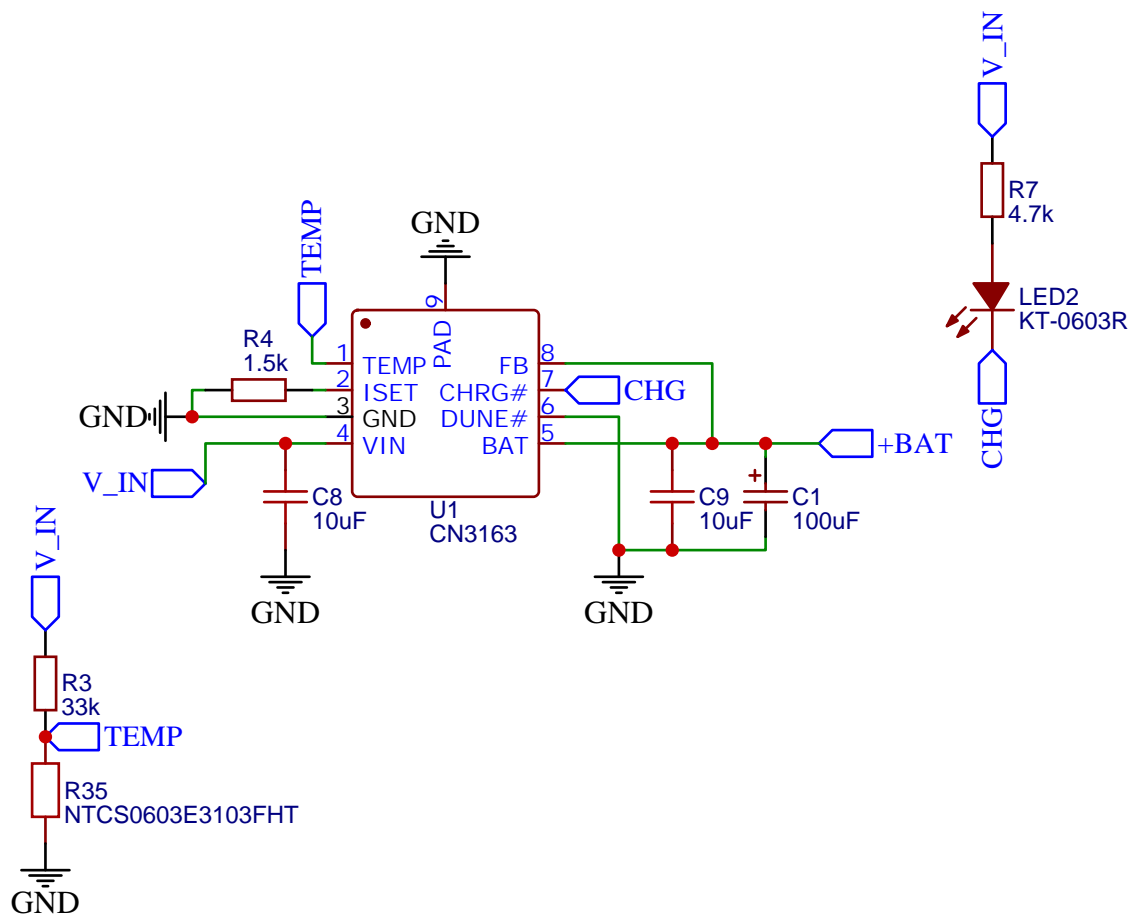 V_IN
R7
4.7k
LED2
KT-0603R
CHG
GND
TEMP
9
PAD
R4
1.5k
1
TEMP
2
ISET
3
GND
4
VIN
FB
8
CHRG#
7
DUNE#
6
BAT
5
CHG
GND
V_IN
+BAT
+
C8
10uF
U1
CN3163
C9
10uF
C1
100uF
GND
GND
V_IN
R3
33k
TEMP
R35
NTCS0603E3103FHT
GND